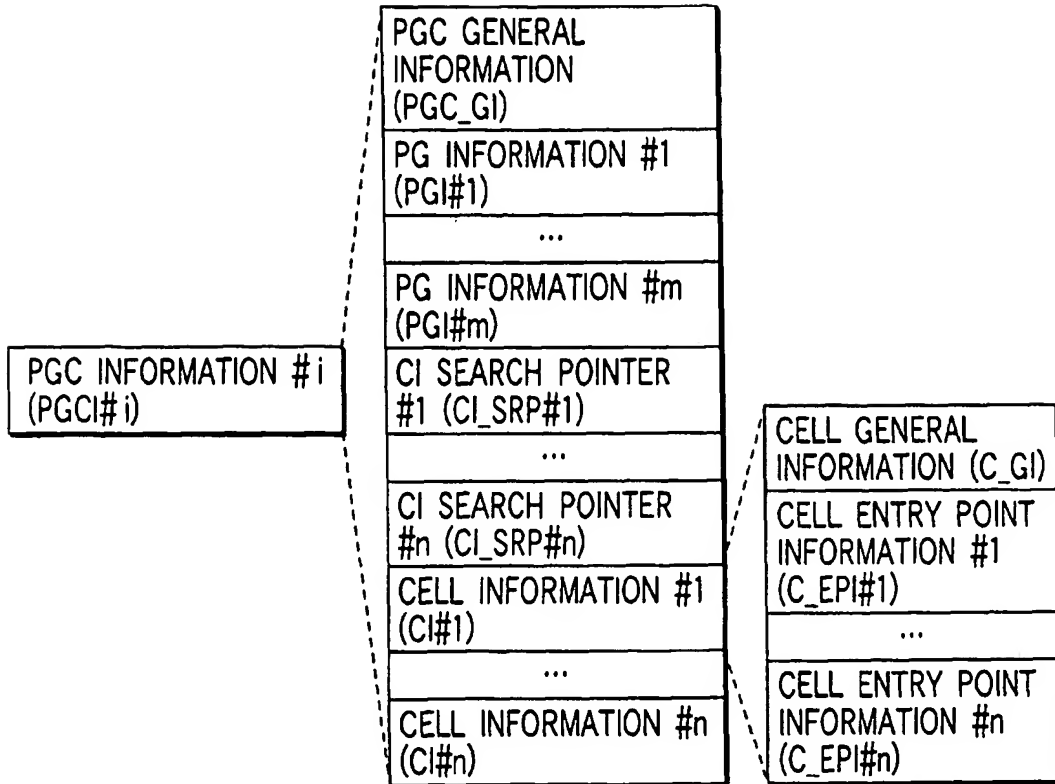 PGC INFORMATION #i
(PGCI#i)
PGC GENERAL
INFORMATION
(PGC_GI)
PG INFORMATION #1
(PGI#1)
...
PG INFORMATION #m
(PGI#m)
CI SEARCH POINTER
#1 (CI_SRP#1)
...
CI SEARCH POINTER
#n (CI_SRP#n)
CELL INFORMATION #1
(CI#1)
...
CELL INFORMATION #n
(CI#n)
CELL GENERAL
INFORMATION (C_GI)
CELL ENTRY POINT
INFORMATION #1
(C_EPI#1)
...
CELL ENTRY POINT
INFORMATION #n
(C_EPI#n)